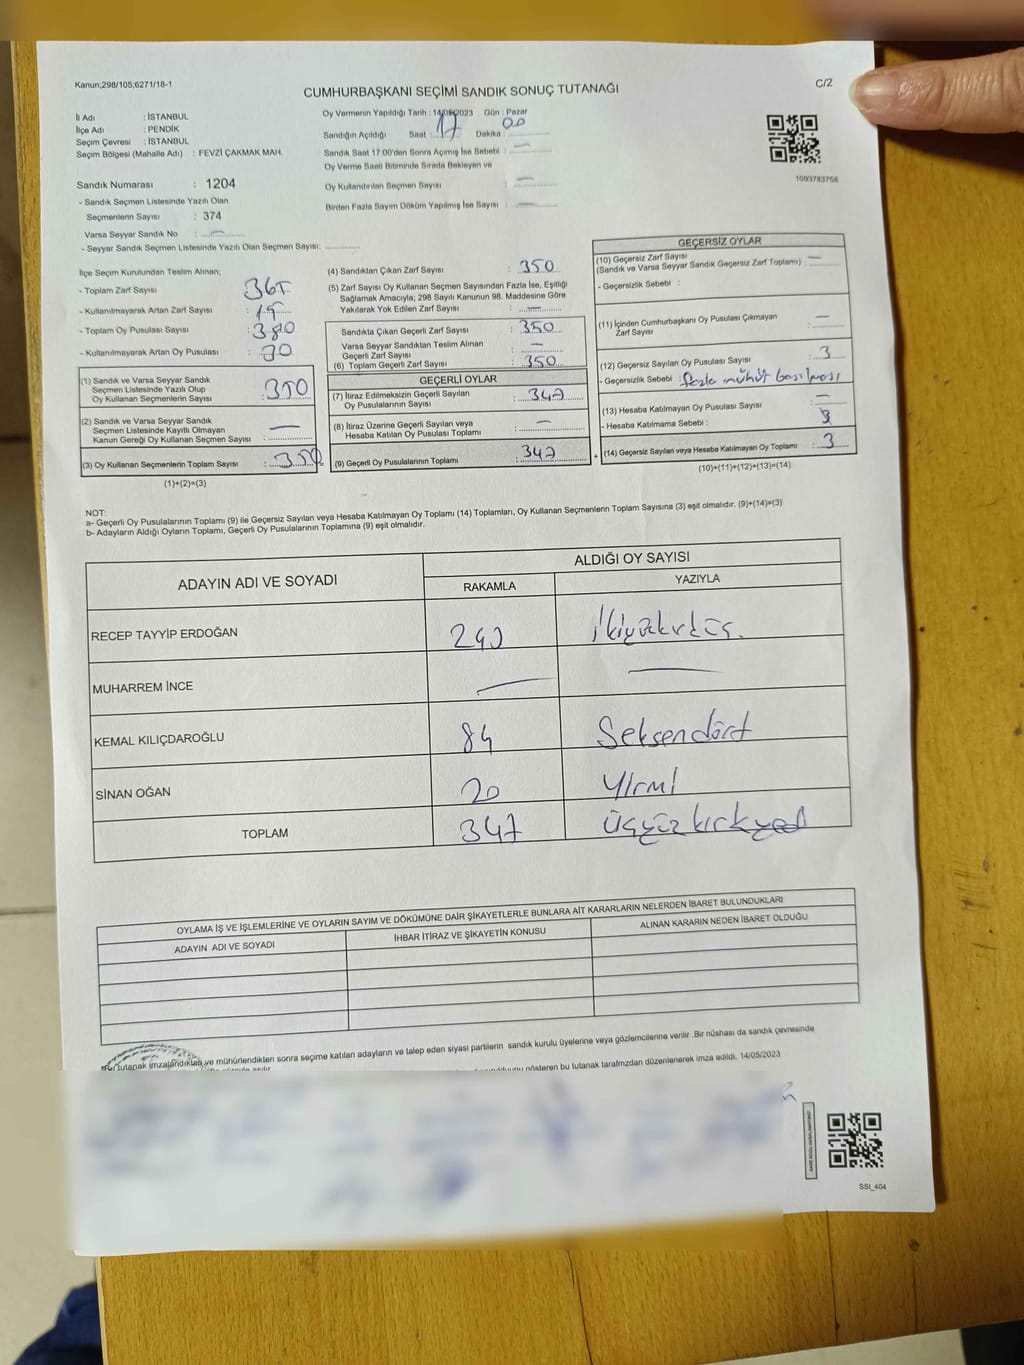 Kanun;298/105;6271/18-1
C/2
CUMHURBAŞKANI SEÇİMİ SANDIK SONUÇ TUTANAĞI
İl Adı : İSTANBUL
İlçe Adı : PENDİK
Seçim Çevresi : İSTANBUL
Seçim Bölgesi (Mahalle Adı) : FEVZİ ÇAKMAK MAH.
Oy Vermenin Yapıldığı Tarih : 14/05/2023 Gün : Pazar
Sandığın Açıldığı Saat : 17 Dakika : 00
Sandık Saat 17:00'den Sonra Açılmış İse Sebebi : —
Oy Verme Saati Bitiminde Sırada Bekleyen ve
Oy Kullandırılan Seçmen Sayısı : —
Birden Fazla Sayım Döküm Yapılmış İse Sayısı : —
1093783758
Sandık Numarası : 1204
- Sandık Seçmen Listesinde Yazılı Olan
Seçmenlerin Sayısı : 374
Varsa Seyyar Sandık No : —
- Seyyar Sandık Seçmen Listesinde Yazılı Olan Seçmen Sayısı:
İlçe Seçim Kurulundan Teslim Alınan;
- Toplam Zarf Sayısı : 365
- Kullanılmayarak Artan Zarf Sayısı : 15
- Toplam Oy Pusulası Sayısı : 380
- Kullanılmayarak Artan Oy Pusulası : 30
(1) Sandık ve Varsa Seyyar Sandık
Seçmen Listesinde Yazılı Olup
Oy Kullanan Seçmenlerin Sayısı : 350
(2) Sandık ve Varsa Seyyar Sandık
Seçmen Listesinde Kayıtlı Olmayan
Kanun Gereği Oy Kullanan Seçmen Sayısı : —
(3) Oy Kullanan Seçmenlerin Toplam Sayısı : 350
(1)+(2)=(3)
(4) Sandıktan Çıkan Zarf Sayısı : 350
(5) Zarf Sayısı Oy Kullanan Seçmen Sayısından Fazla İse, Eşitliği
Sağlamak Amacıyla; 298 Sayılı Kanunun 98. Maddesine Göre
Yakılarak Yok Edilen Zarf Sayısı : —
Sandıkta Çıkan Geçerli Zarf Sayısı : 350
Varsa Seyyar Sandıktan Teslim Alınan
Geçerli Zarf Sayısı : —
(6) Toplam Geçerli Zarf Sayısı : 350
GEÇERLİ OYLAR
(7) İtiraz Edilmeksizin Geçerli Sayılan
Oy Pusulalarının Sayısı : 347
(8) İtiraz Üzerine Geçerli Sayılan veya
Hesaba Katılan Oy Pusulası Toplamı : —
(9) Geçerli Oy Pusulalarının Toplamı : 347
GEÇERSİZ OYLAR
(10) Geçersiz Zarf Sayısı : —
(Sandık ve Varsa Seyyar Sandık Geçersiz Zarf Toplamı)
- Geçersizlik Sebebi :
(11) İçinden Cumhurbaşkanı Oy Pusulası Çıkmayan
Zarf Sayısı : —
(12) Geçersiz Sayılan Oy Pusulası Sayısı : 3
- Geçersizlik Sebebi : fazla mühür basılması
(13) Hesaba Katılmayan Oy Pusulası Sayısı : —
- Hesaba Katılmama Sebebi :
(14) Geçersiz Sayılan veya Hesaba Katılmayan Oy Toplamı : 3
(10)+(11)+(12)+(13)=(14)
NOT:
a- Geçerli Oy Pusulalarının Toplamı (9) ile Geçersiz Sayılan veya Hesaba Katılmayan Oy Toplamı (14) Toplamları, Oy Kullanan Seçmenlerin Toplam Sayısına (3) eşit olmalıdır. (9)+(14)=(3)
b- Adayların Aldığı Oyların Toplamı, Geçerli Oy Pusulalarının Toplamına (9) eşit olmalıdır.
ADAYIN ADI VE SOYADI
ALDIĞI OY SAYISI
RAKAMLA YAZIYLA
RECEP TAYYİP ERDOĞAN 243 İkiyüzkırküç.
MUHARREM İNCE — —
KEMAL KILIÇDAROĞLU 84 Seksendört
SİNAN OĞAN 20 Yirmi
TOPLAM 347 Üçyüzkırkyedi
OYLAMA İŞ VE İŞLEMLERİNE VE OYLARIN SAYIM VE DÖKÜMÜNE DAİR ŞİKAYETLERLE BUNLARA AİT KARARLARIN NELERDEN İBARET BULUNDUKLARI
ADAYIN ADI VE SOYADI İHBAR İTİRAZ VE ŞİKAYETİN KONUSU ALINAN KARARIN NEDEN İBARET OLDUĞU
tutanak imzalandıktan ve mühürlendikten sonra seçime katılan adayların ve talep eden siyasi partilerin sandık kurulu üyelerine veya gözlemcilerine verilir .Bir nüshası da sandık çevresinde
gösteren bu tutanak tarafımızdan düzenlenerek imza edildi. 14/05/2023
SSI_404